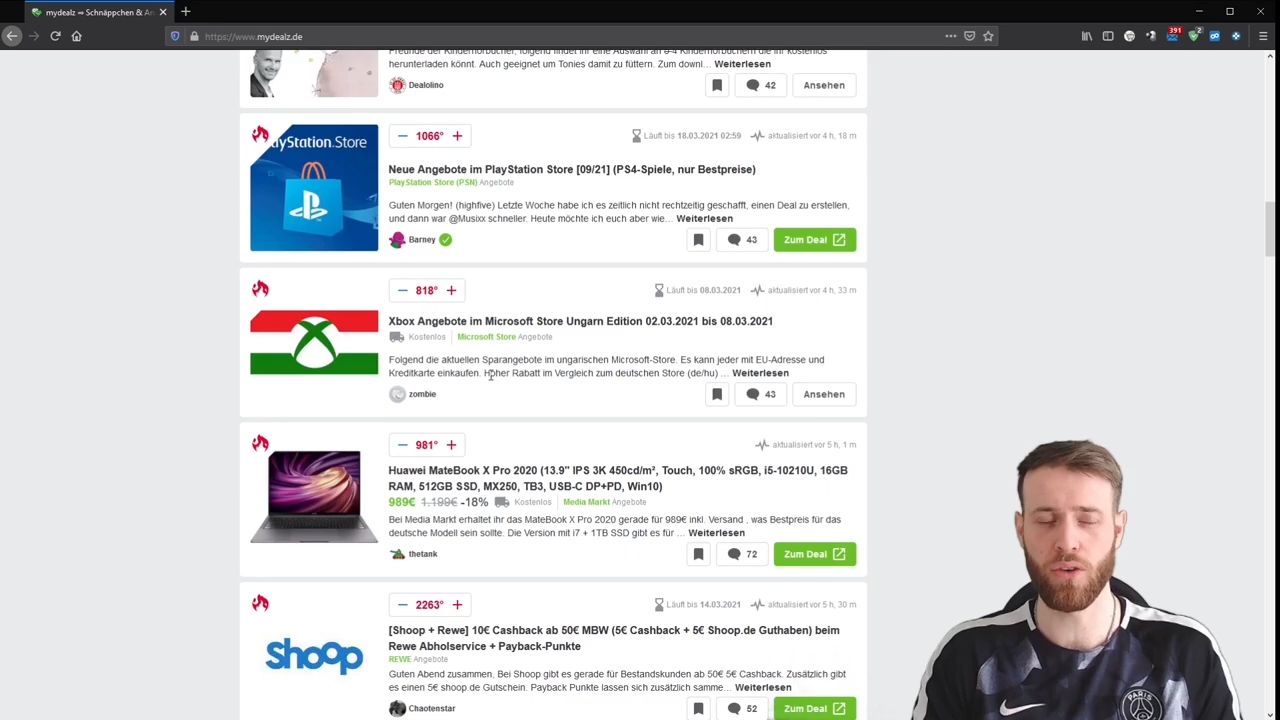 mydealz ⇒ Schnäppchen & An
https://www.mydealz.de
391
2
Freunde der Kinderhörbücher, folgend findet ihr eine Auswahl an 3-4 Kinderbüchern die ihr kostenlos
herunterladen könnt. Auch geeignet um Tonies damit zu füttern. Zum downl... Weiterlesen
Dealolino
42
Ansehen
ayStation.Store
1066°
Läuft bis 18.03.2021 02:59
aktualisiert vor 4 h, 18 m
Neue Angebote im PlayStation Store [09/21] (PS4-Spiele, nur Bestpreise)
PlayStation Store (PSN) Angebote
Guten Morgen! (highfive) Letzte Woche habe ich es zeitlich nicht rechtzeitig geschafft, einen Deal zu erstellen,
und dann war @Musixx schneller. Heute möchte ich euch aber wie... Weiterlesen
Barney
43
Zum Deal
818°
Läuft bis 08.03.2021
aktualisiert vor 4 h, 33 m
Xbox Angebote im Microsoft Store Ungarn Edition 02.03.2021 bis 08.03.2021
Kostenlos
Microsoft Store Angebote
Folgend die aktuellen Sparangebote im ungarischen Microsoft-Store. Es kann jeder mit EU-Adresse und
Kreditkarte einkaufen. Hoher Rabatt im Vergleich zum deutschen Store (de/hu) ... Weiterlesen
zombie
43
Ansehen
981°
aktualisiert vor 5 h, 1 m
Huawei MateBook X Pro 2020 (13.9" IPS 3K 450cd/m², Touch, 100% sRGB, i5-10210U, 16GB
RAM, 512GB SSD, MX250, TB3, USB-C DP+PD, Win10)
989€ 1.199€ -18% Kostenlos Media Markt Angebote
Bei Media Markt erhaltet ihr das MateBook X Pro 2020 gerade für 989€ inkl. Versand , was Bestpreis für das
deutsche Modell sein sollte. Die Version mit i7 + 1TB SSD gibt es für ... Weiterlesen
thetank
72
Zum Deal
2263°
Läuft bis 14.03.2021
aktualisiert vor 5 h, 30 m
[Shoop + Rewe] 10€ Cashback ab 50€ MBW (5€ Cashback + 5€ Shoop.de Guthaben) beim
Rewe Abholservice + Payback-Punkte
REWE Angebote
shoop
Guten Abend zusammen, Bei Shoop gibt es gerade für Bestandskunden ab 50€ 5€ Cashback. Zusätzlich gibt
es einen 5€ shoop.de Gutschein. Payback Punkte lassen sich zusätzlich samme... Weiterlesen
Chaotenstar
52
Zum Deal
PARIS